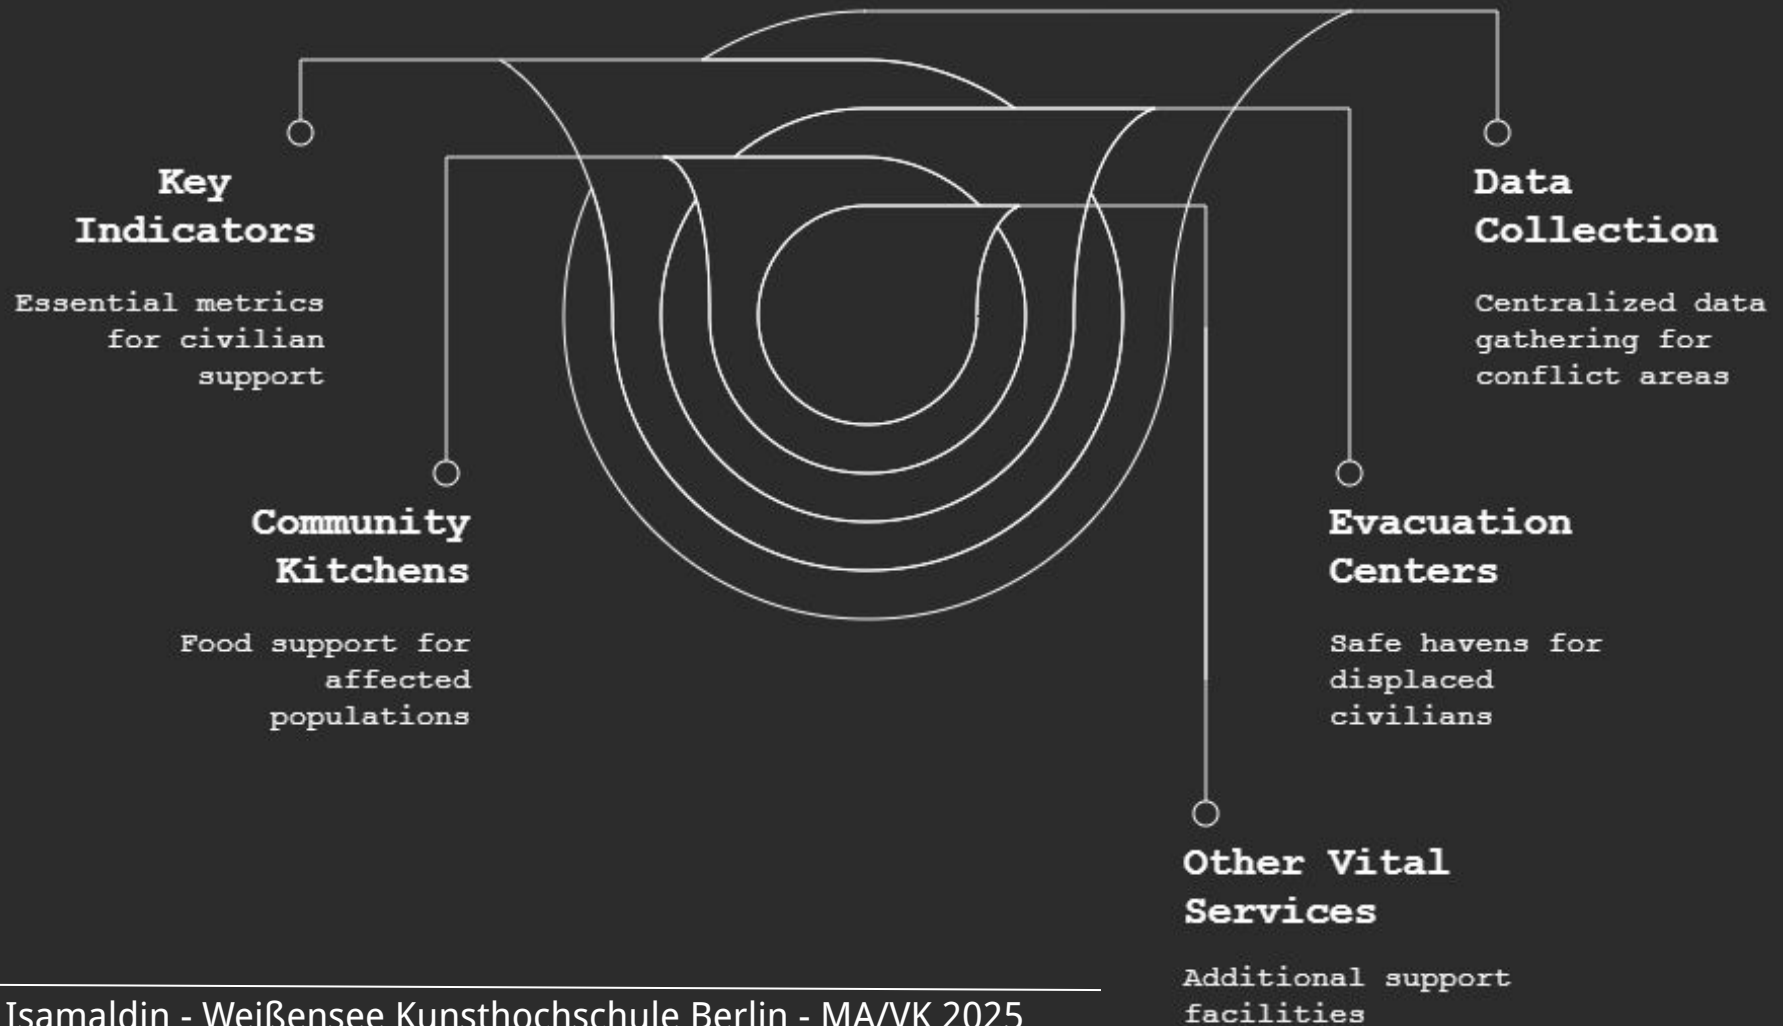 Key
Indicators
Essential metrics
for civilian
support
Data
Collection
Centralized data
gathering for
conflict areas
Community
Kitchens
Food support for
affected
populations
Evacuation
Centers
Safe havens for
displaced
civilians
Other Vital
Services
Additional support
facilities
Isamaldin - Weißensee Kunsthochschule Berlin - MA/VK 2025